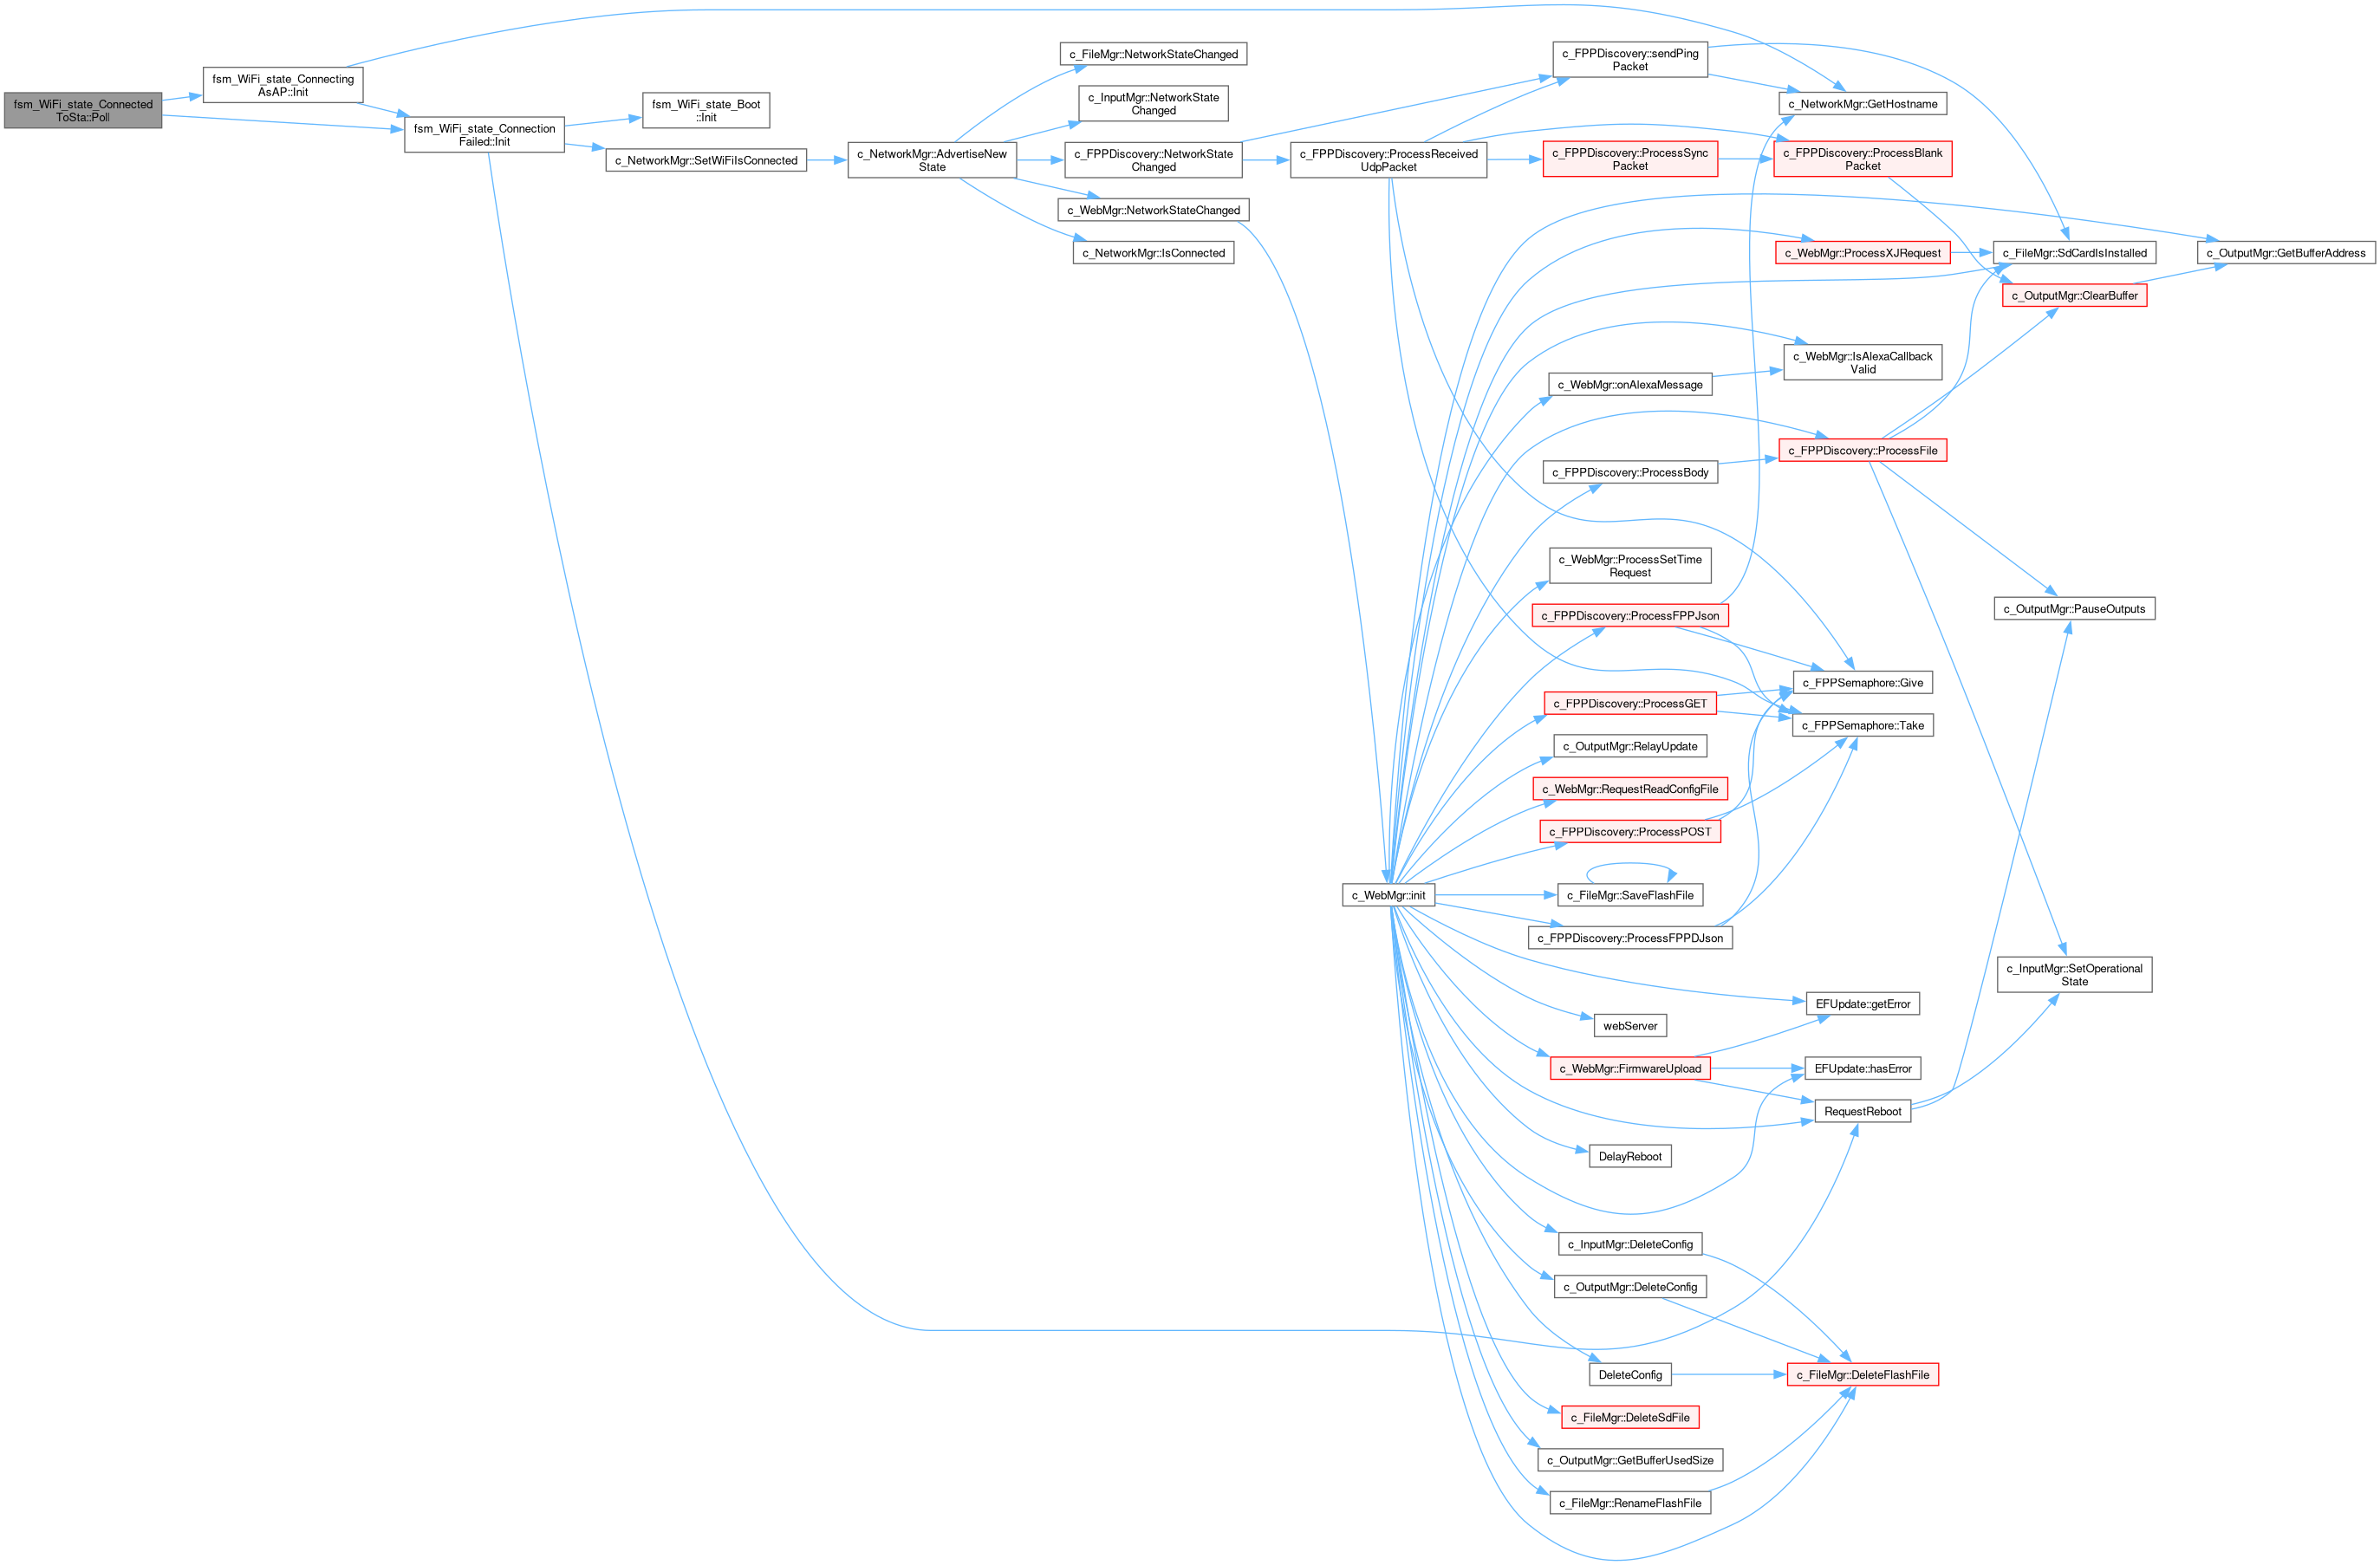 fsm_WiFi_state_Connected
ToSta::Poll
fsm_WiFi_state_Connecting
AsAP::Init
fsm_WiFi_state_Connection
Failed::Init
fsm_WiFi_state_Boot
::Init
c_NetworkMgr::SetWiFiIsConnected
c_NetworkMgr::AdvertiseNew
State
c_FileMgr::NetworkStateChanged
c_InputMgr::NetworkState
Changed
c_FPPDiscovery::NetworkState
Changed
c_WebMgr::NetworkStateChanged
c_NetworkMgr::IsConnected
c_FPPDiscovery::ProcessReceived
UdpPacket
c_WebMgr::init
c_FPPDiscovery::sendPing
Packet
c_FPPDiscovery::ProcessSync
Packet
c_WebMgr::onAlexaMessage
c_FPPDiscovery::ProcessBody
c_WebMgr::ProcessSetTime
Request
c_FPPDiscovery::ProcessFPPJson
c_FPPDiscovery::ProcessGET
c_OutputMgr::RelayUpdate
c_WebMgr::RequestReadConfigFile
c_FPPDiscovery::ProcessPOST
c_FileMgr::SaveFlashFile
c_FPPDiscovery::ProcessFPPDJson
webServer
c_WebMgr::FirmwareUpload
DelayReboot
c_InputMgr::DeleteConfig
c_OutputMgr::DeleteConfig
DeleteConfig
c_FileMgr::DeleteSdFile
c_OutputMgr::GetBufferUsedSize
c_FileMgr::RenameFlashFile
c_NetworkMgr::GetHostname
c_FPPDiscovery::ProcessBlank
Packet
c_WebMgr::ProcessXJRequest
c_WebMgr::IsAlexaCallback
Valid
c_FPPDiscovery::ProcessFile
c_FPPSemaphore::Give
c_FPPSemaphore::Take
EFUpdate::getError
EFUpdate::hasError
RequestReboot
c_FileMgr::DeleteFlashFile
c_FileMgr::SdCardIsInstalled
c_OutputMgr::ClearBuffer
c_OutputMgr::PauseOutputs
c_InputMgr::SetOperational
State
c_OutputMgr::GetBufferAddress